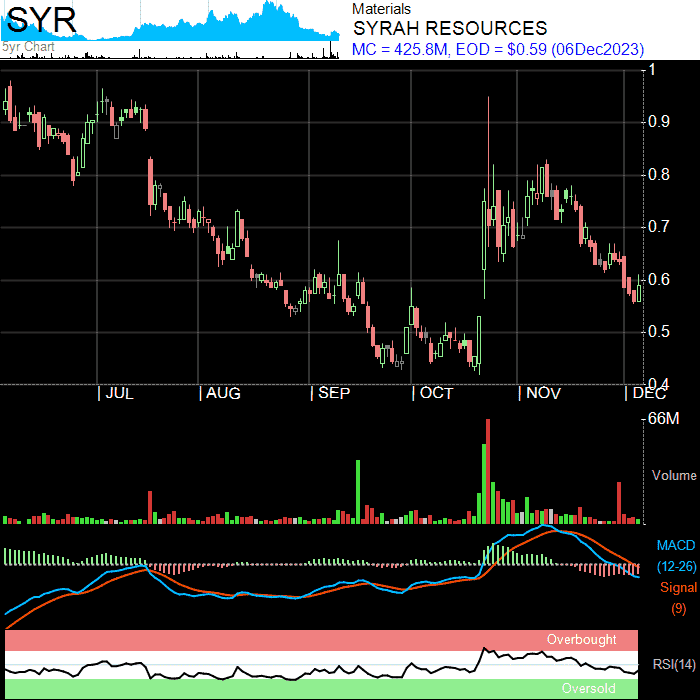 SYR
5yr Chart
Materials
SYRAH RESOURCES
MC = 425.8M, EOD = $0.59 (06Dec2023)
1
0.9
0.8
0.7
0.6
0.5
0.4
JUL AUG SEP OCT NOV DEC
66M
Volume
MACD
(12-26)
Signal
(9)
Overbought
RSI(14)
Oversold